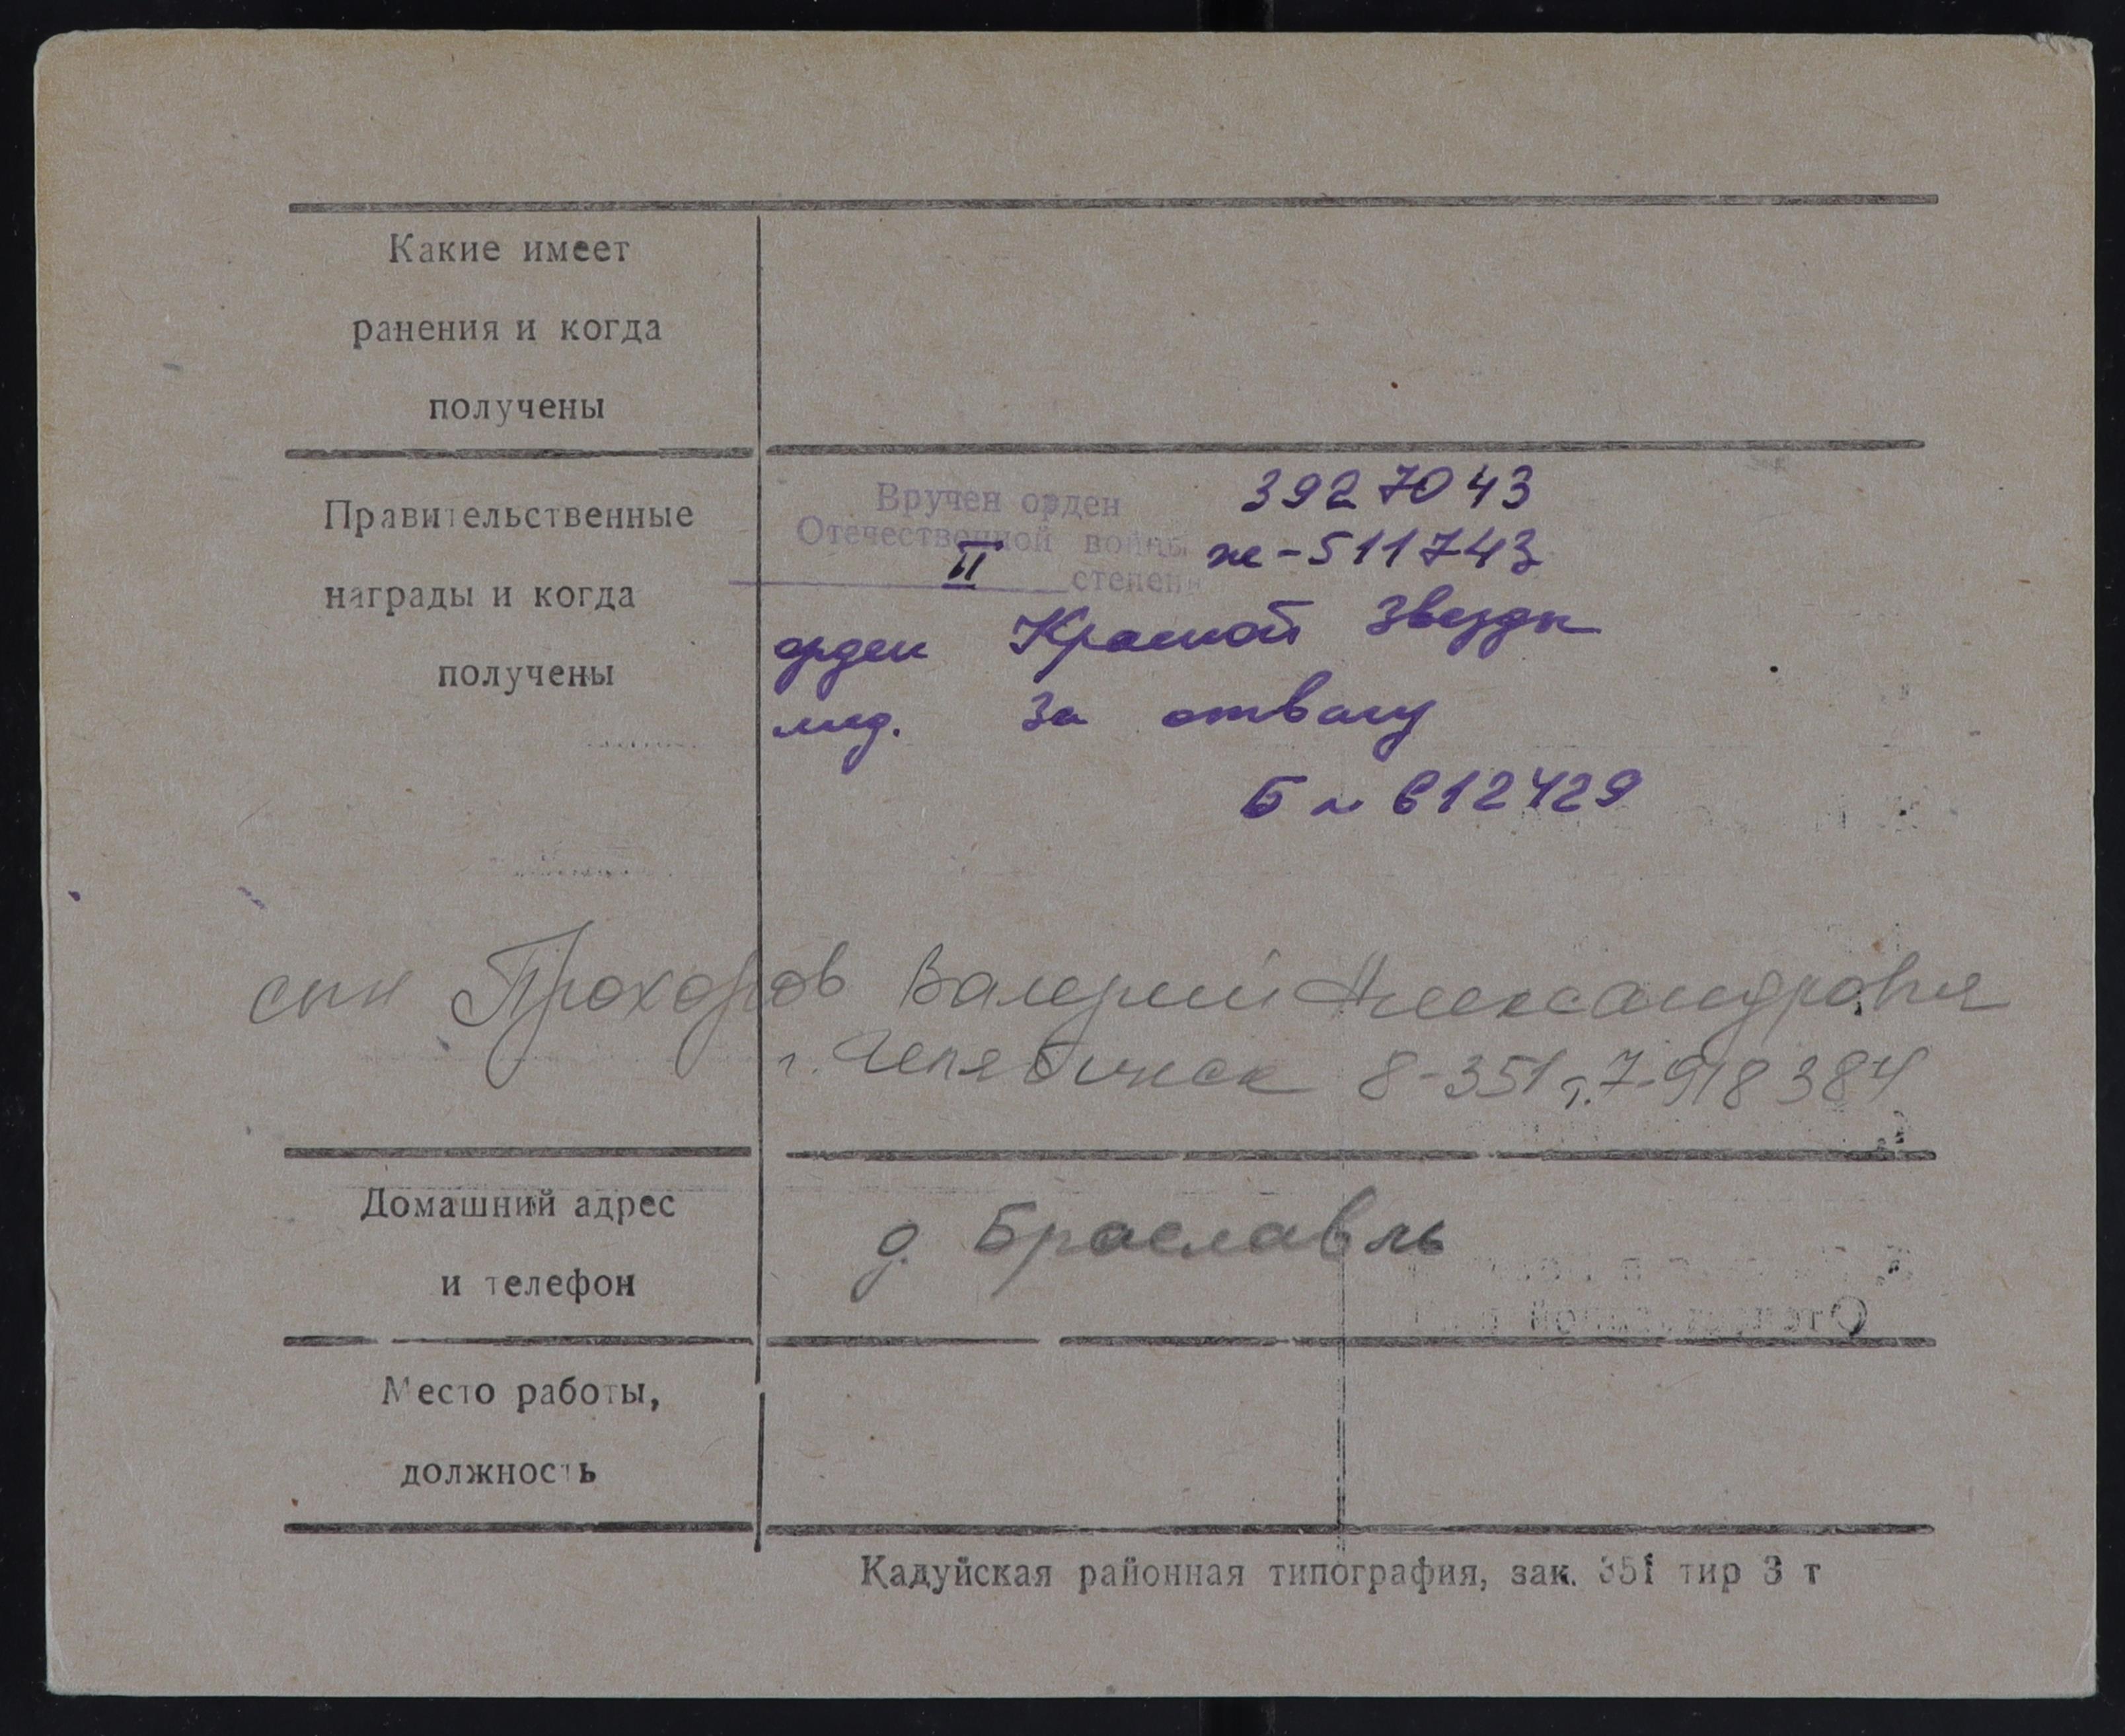 Какие имеет
ранения и когда
получены
Правительственные
награды и когда
получены
Вручен орден
Отечественной войны
II степени
3927043
же-511743
орден Красной Звезды
мед. За отвагу
Б № 612429
сын Прохоров Валерий Александрович
г. Челябинск 8-351 т. 7-918384
Домашний адрес
и телефон
д. Браславль
Место работы,
должность
Кадуйская районная типография, зак. 351 тир 3 т